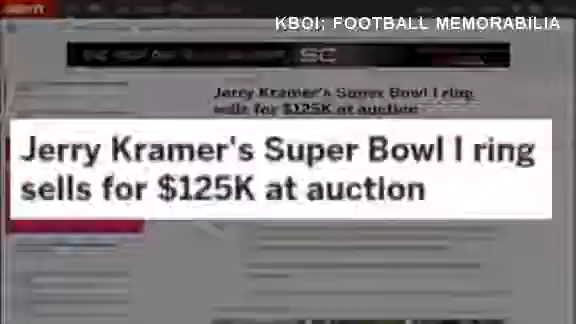 KBOI: FOOTBALL MEMORABILIA
SC
Jerry Kramer's Super Bowl I ring
sells for $125K at auction
Jerry Kramer's Super Bowl I ring
sells for $125K at auction